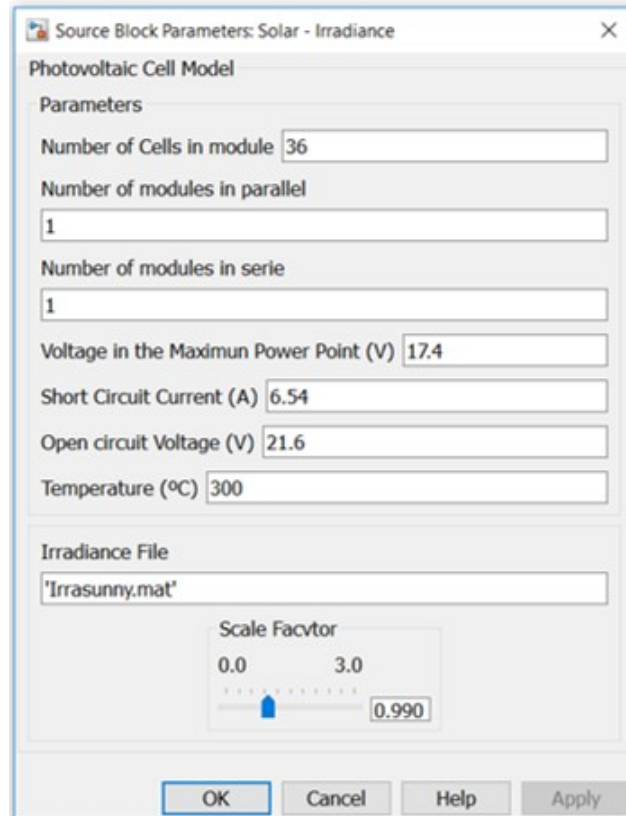 Source Block Parameters: Solar - Irradiance
Photovoltaic Cell Model
Parameters
Number of Cells in module 36
Number of modules in parallel
1
Number of modules in serie
1
Voltage in the Maximun Power Point (V) 17.4
Short Circuit Current (A) 6.54
Open circuit Voltage (V) 21.6
Temperature (ºC) 300
Irradiance File
'Irrasunny.mat'
Scale Facvtor
0.0 3.0
0.990
OK Cancel Help Apply